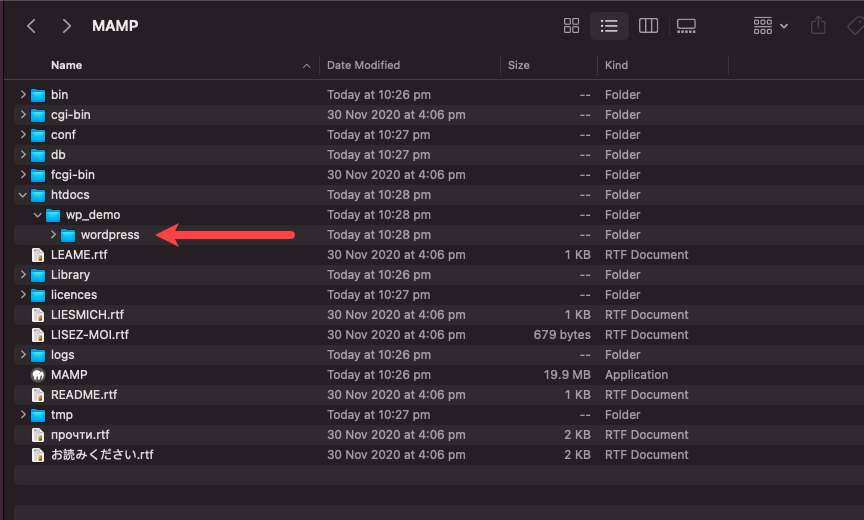 MAMP
Name Date Modified Size Kind
bin Today at 10:26 pm -- Folder
cgi-bin 30 Nov 2020 at 4:06 pm -- Folder
conf Today at 10:27 pm -- Folder
db Today at 10:27 pm -- Folder
fcgi-bin 30 Nov 2020 at 4:06 pm -- Folder
htdocs Today at 10:28 pm -- Folder
wp_demo Today at 10:28 pm -- Folder
wordpress Today at 10:28 pm -- Folder
LEAME.rtf 30 Nov 2020 at 4:06 pm 1 KB RTF Document
Library Today at 10:26 pm -- Folder
licences Today at 10:27 pm -- Folder
LIESMICH.rtf 30 Nov 2020 at 4:06 pm 1 KB RTF Document
LISEZ-MOI.rtf 30 Nov 2020 at 4:06 pm 679 bytes RTF Document
logs Today at 10:26 pm -- Folder
MAMP Today at 10:26 pm 19.9 MB Application
README.rtf 30 Nov 2020 at 4:06 pm 1 KB RTF Document
tmp Today at 10:27 pm -- Folder
прочти.rtf 30 Nov 2020 at 4:06 pm 2 KB RTF Document
お読みください.rtf 30 Nov 2020 at 4:06 pm 2 KB RTF Document